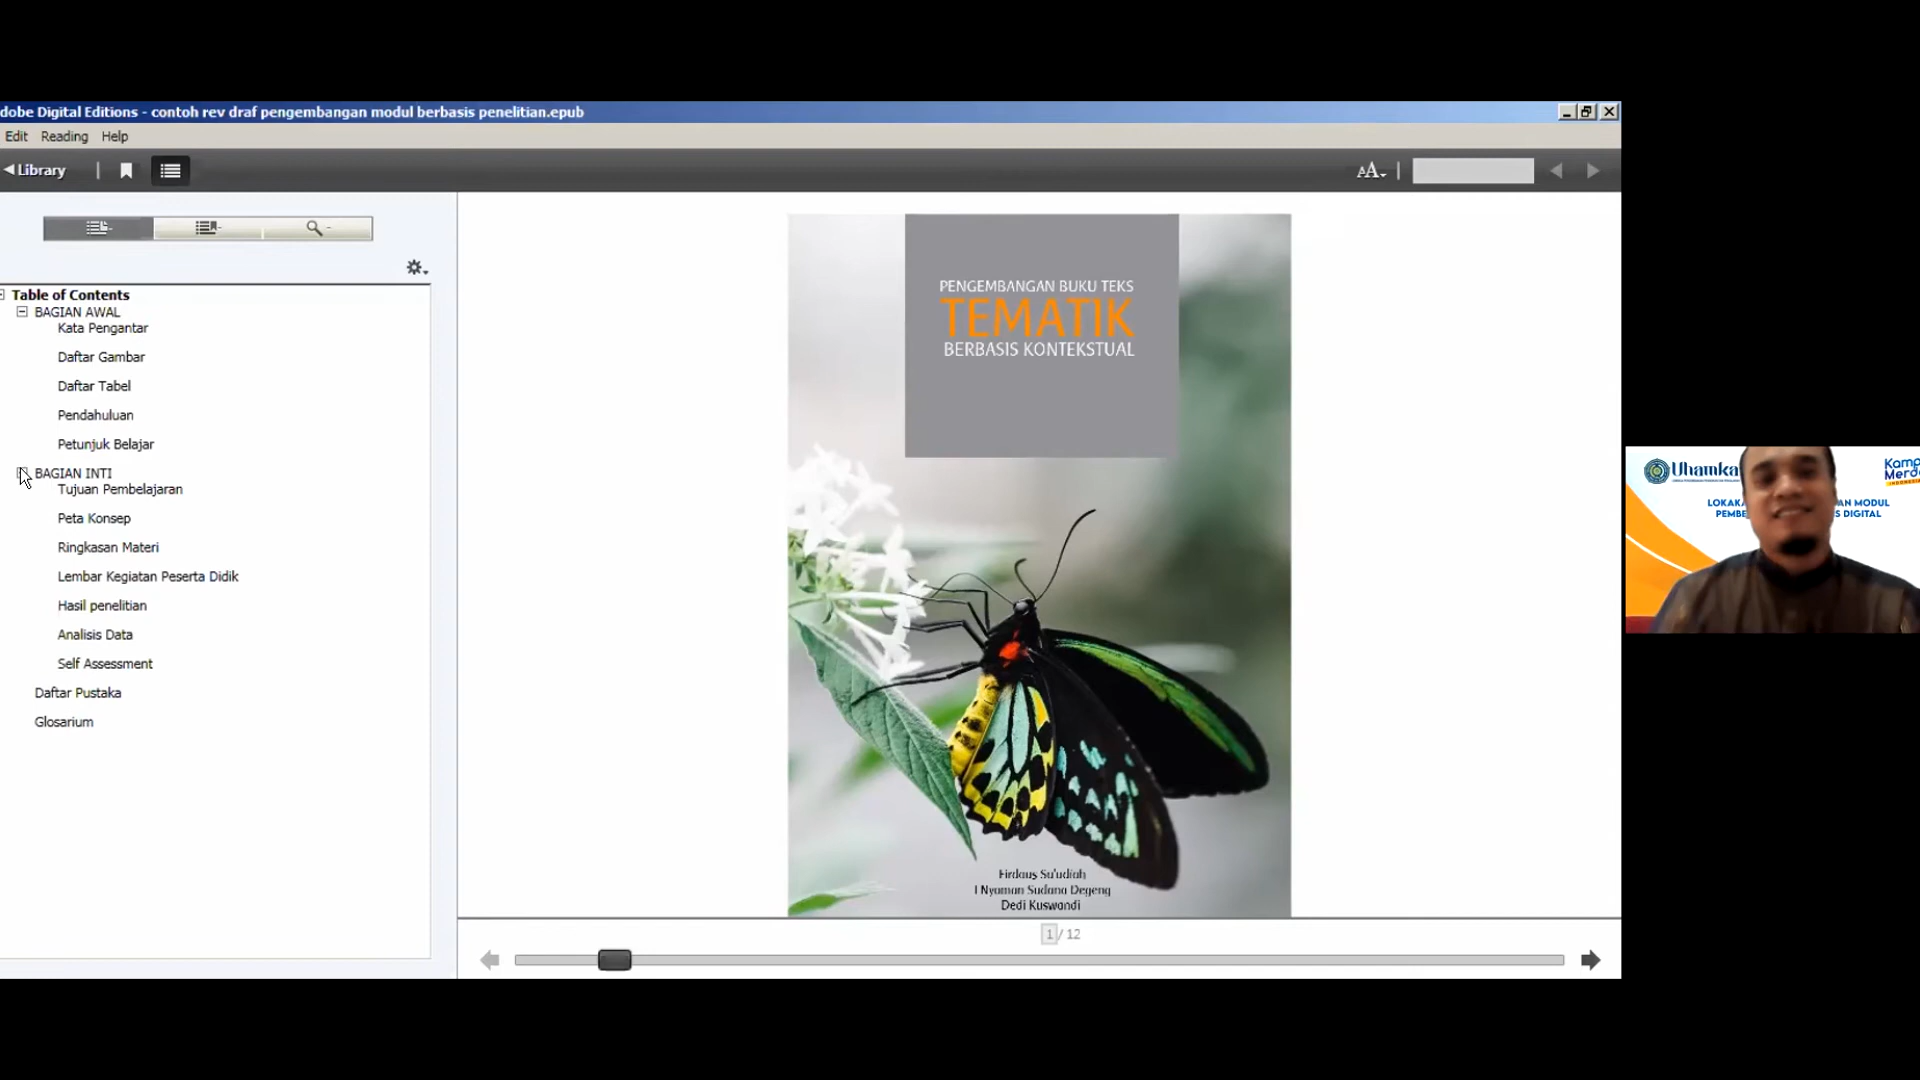 dobe Digital Editions - contoh rev draf pengembangan modul berbasis penelitian.epub
Edit Reading Help
Library
AA
Table of Contents
BAGIAN AWAL
Kata Pengantar
Daftar Gambar
Daftar Tabel
Pendahuluan
Petunjuk Belajar
BAGIAN INTI
Tujuan Pembelajaran
Peta Konsep
Ringkasan Materi
Lembar Kegiatan Peserta Didik
Hasil penelitian
Analisis Data
Self Assessment
Daftar Pustaka
Glosarium
PENGEMBANGAN BUKU TEKS
TEMATIK
BERBASIS KONTEKSTUAL
Firdaus Su'udiah
I Nyoman Sudana Degeng
Dedi Kuswandi
1 / 12
Uhamka
Kamp
Merd
LOKAKA AN MODUL
PEMBE S DIGITAL